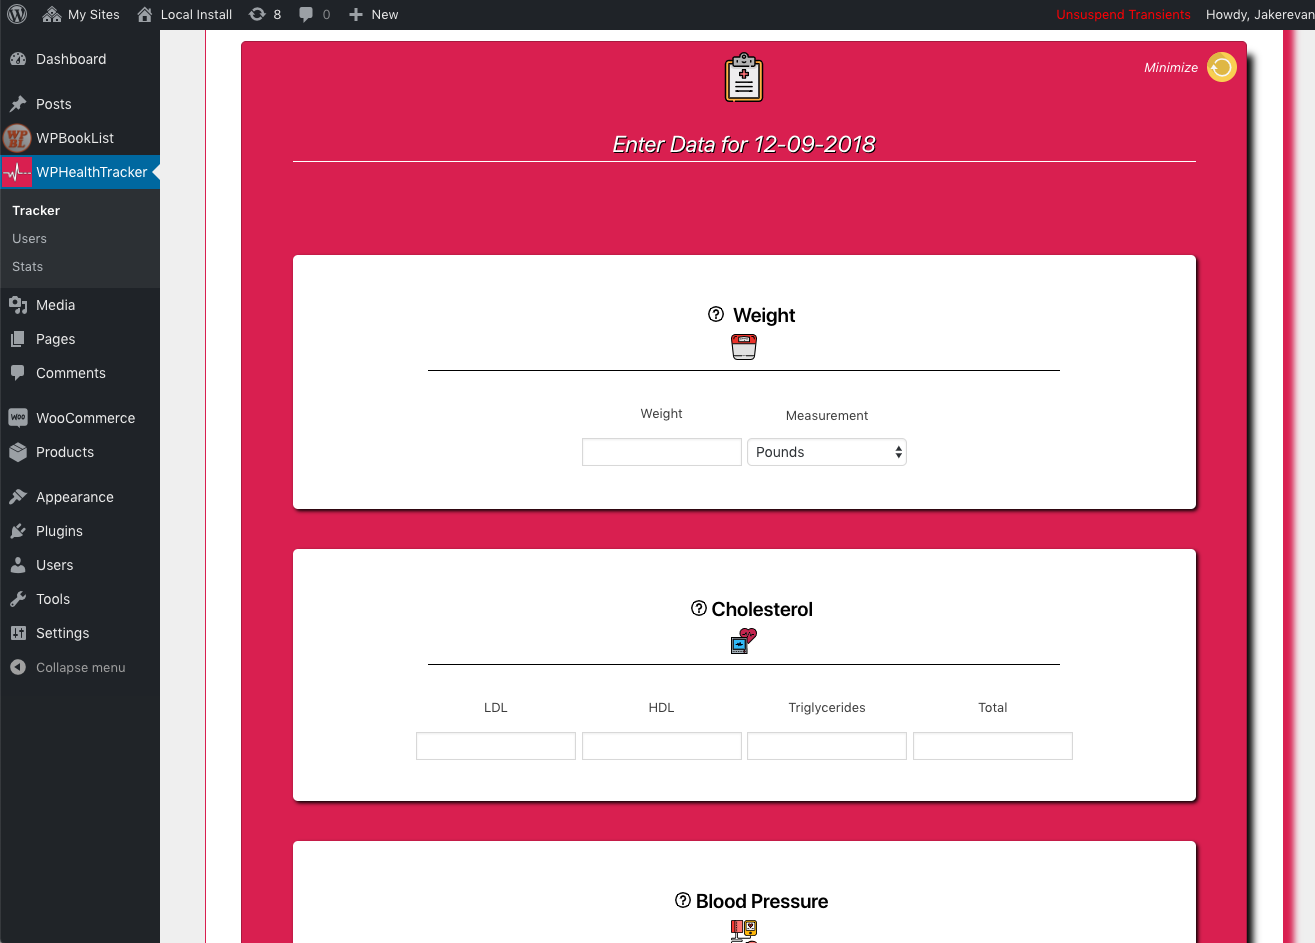 My Sites
Local Install
8
0
New
Unsuspend Transients
Howdy, Jakerevan
Dashboard
Posts
WPBookList
WPHealthTracker
Tracker
Users
Stats
Media
Pages
Comments
WooCommerce
Products
Appearance
Plugins
Users
Tools
Settings
Collapse menu
Minimize
Enter Data for 12-09-2018
? Weight
Weight
Measurement
Pounds
? Cholesterol
LDL
HDL
Triglycerides
Total
? Blood Pressure